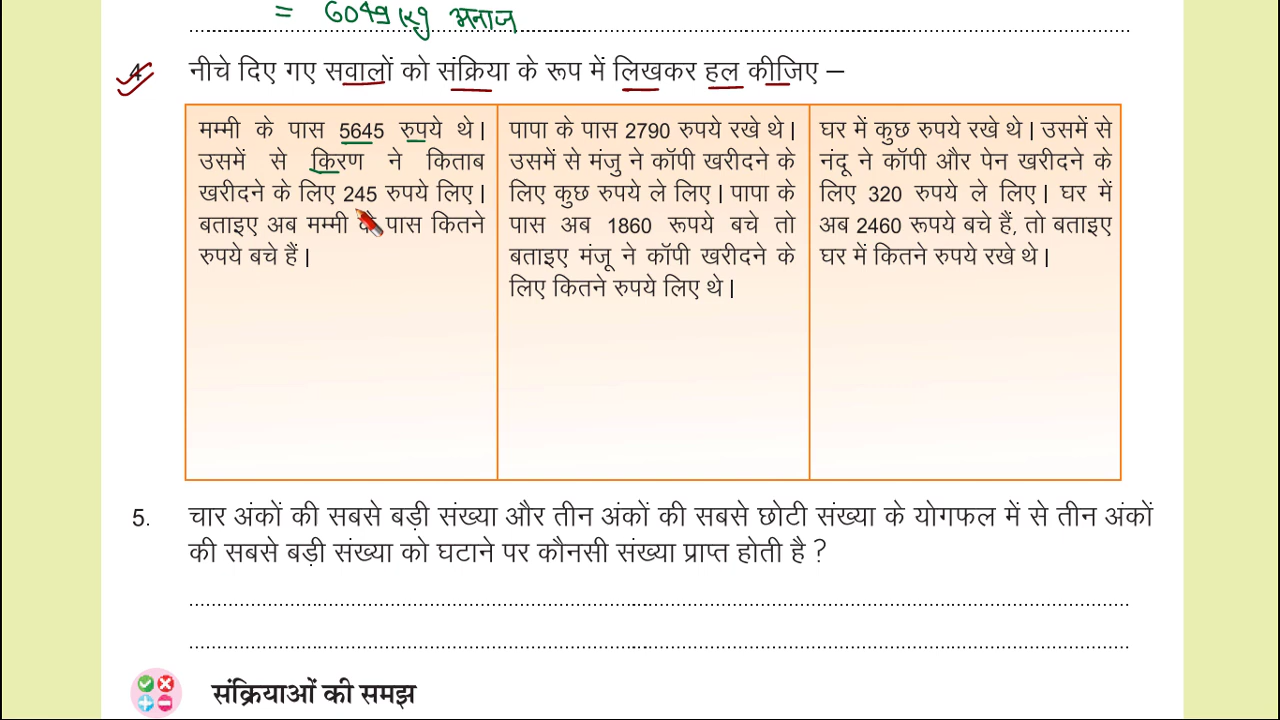 = 6049 kg अनाज
4 नीचे दिए गए सवालों को संक्रिया के रूप में लिखकर हल कीजिए –
मम्मी के पास 5645 रुपये थे।
उसमें से किरण ने किताब
खरीदने के लिए 245 रुपये लिए।
बताइए अब मम्मी के पास कितने
रुपये बचे हैं।
पापा के पास 2790 रुपये रखे थे।
उसमें से मंजु ने कॉपी खरीदने के
लिए कुछ रुपये ले लिए। पापा के
पास अब 1860 रूपये बचे तो
बताइए मंजू ने कॉपी खरीदने के
लिए कितने रुपये लिए थे।
घर में कुछ रुपये रखे थे। उसमें से
नंदू ने कॉपी और पेन खरीदने के
लिए 320 रुपये ले लिए। घर में
अब 2460 रूपये बचे हैं, तो बताइए
घर में कितने रुपये रखे थे।
5. चार अंकों की सबसे बड़ी संख्या और तीन अंकों की सबसे छोटी संख्या के योगफल में से तीन अंकों
की सबसे बड़ी संख्या को घटाने पर कौनसी संख्या प्राप्त होती है ?
संक्रियाओं की समझ